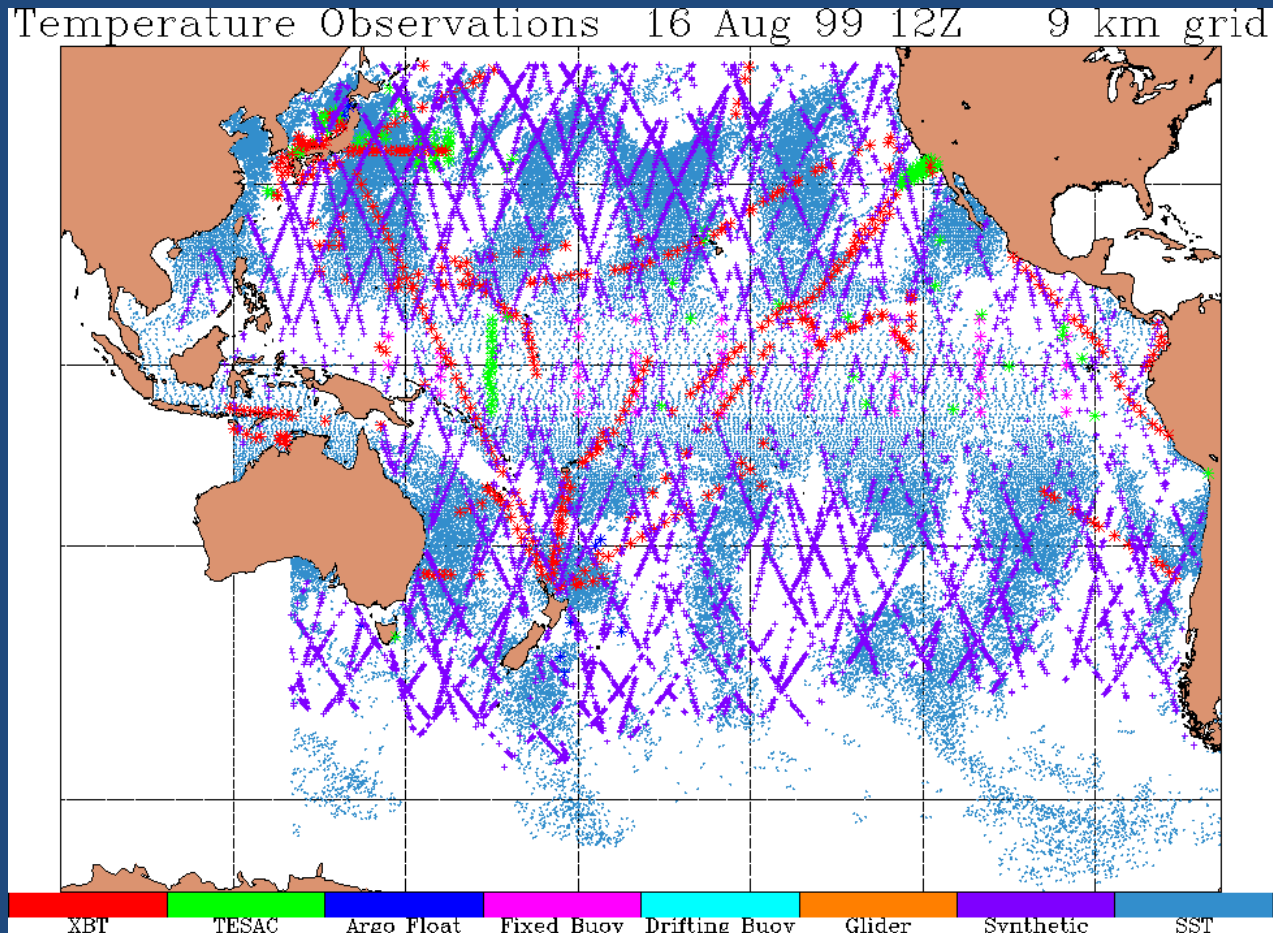 Temperature Observations 16 Aug 99 12Z 9 km grid
XBT TESAC Argo Float Fixed Buoy Drifting Buoy Glider Synthetic SST